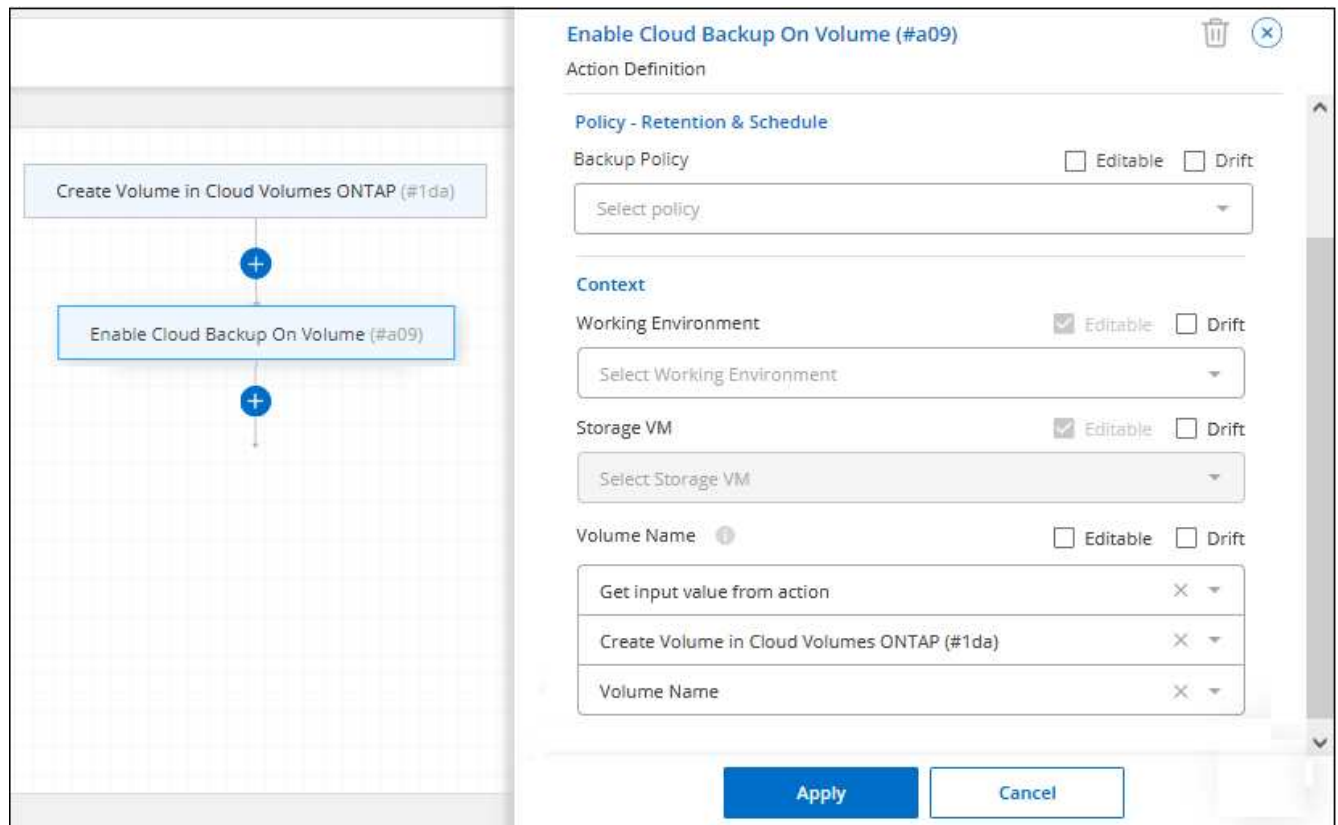 Create Volume in Cloud Volumes ONTAP (#1da)
Enable Cloud Backup On Volume (#a09)
Enable Cloud Backup On Volume (#a09)
Action Definition
Policy - Retention & Schedule
Backup Policy Editable Drift
Select policy
Context
Working Environment Editable Drift
Select Working Environment
Storage VM Editable Drift
Select Storage VM
Volume Name Editable Drift
Get input value from action
Create Volume in Cloud Volumes ONTAP (#1da)
Volume Name
Apply Cancel